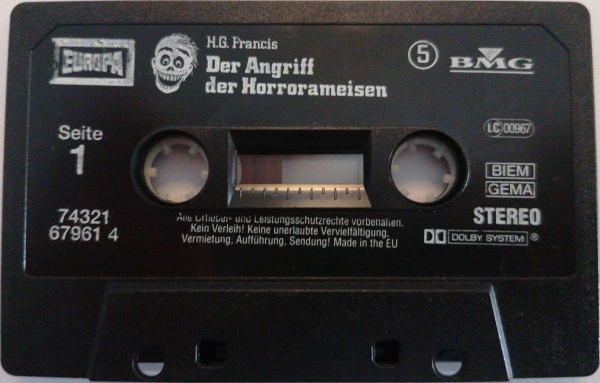 EUROPA
H.G. Francis
Der Angriff
der Horrorameisen
5
BMG
Seite
1
LC 00967
BIEM
GEMA
74321
67961 4
STEREO
DOLBY SYSTEM ®
Alle Urheber- und Leistungsschutzrechte vorbehalten.
Kein Verleih! Keine unerlaubte Vervielfältigung,
Vermietung, Aufführung, Sendung! Made in the EU